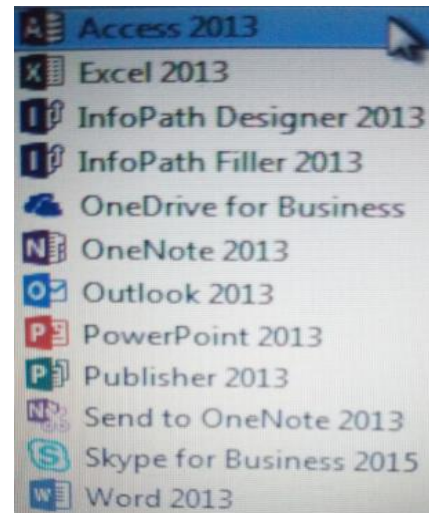 Access 2013
Excel 2013
InfoPath Designer 2013
InfoPath Filler 2013
OneDrive for Business
OneNote 2013
Outlook 2013
PowerPoint 2013
Publisher 2013
Send to OneNote 2013
Skype for Business 2015
Word 2013